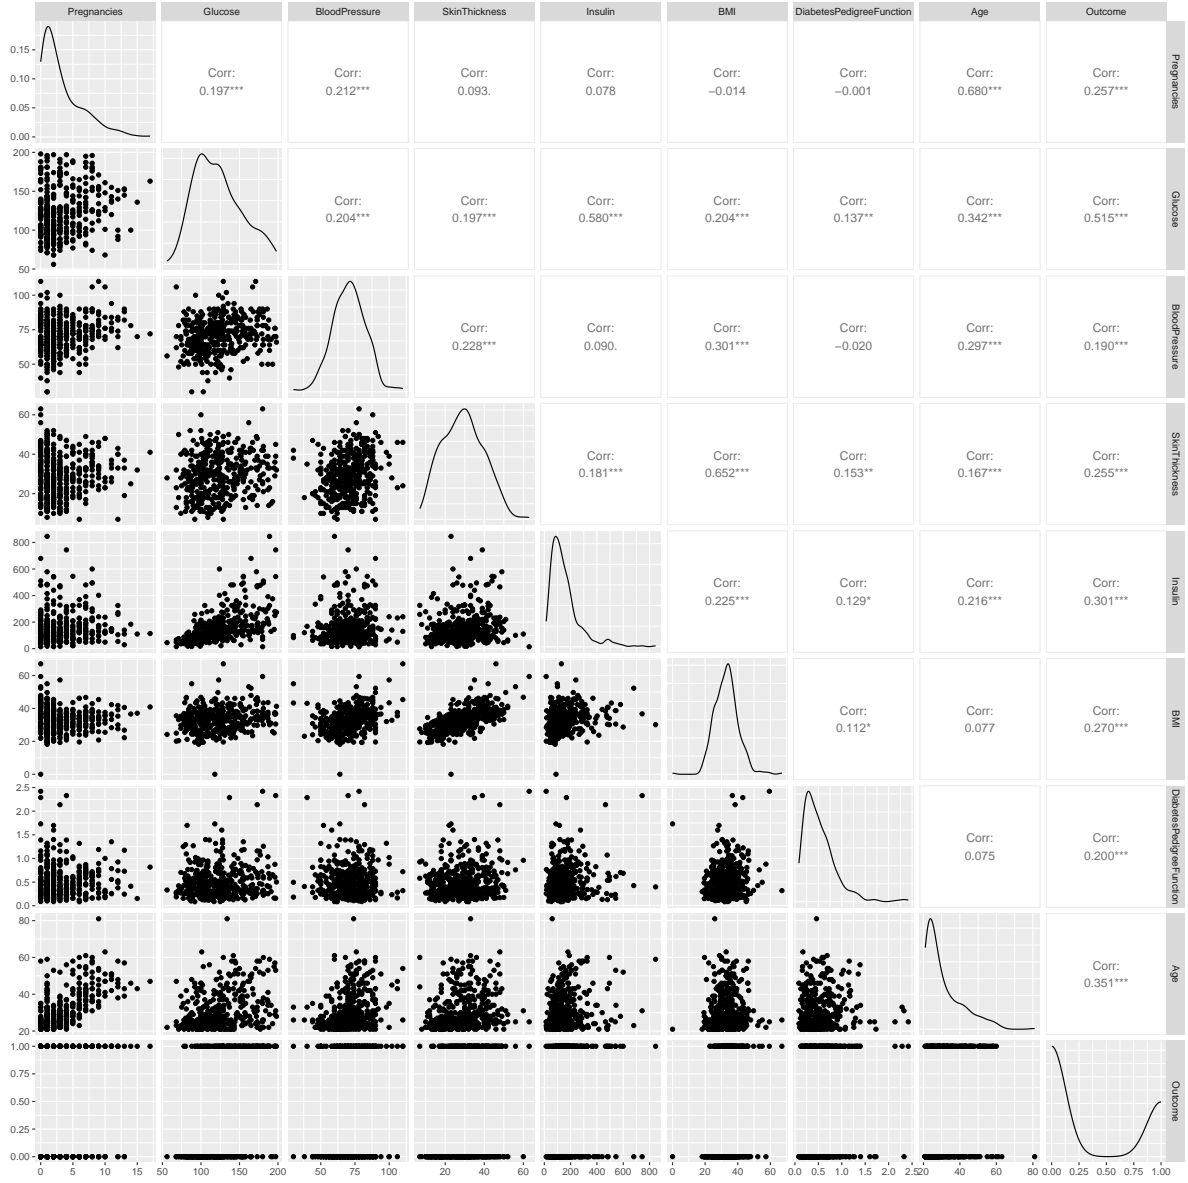 Pregnancies Glucose BloodPressure SkinThickness Insulin BMI DiabetesPedigreeFunction Age Outcome
0.15
0.10
0.05
0.00
Corr: Corr: Corr: Corr: Corr: Corr: Corr: Corr:
0.197*** 0.212*** 0.093. 0.078 −0.014 −0.001 0.680*** 0.257***
Pregnancies
200
150
100
50
Corr: Corr: Corr: Corr: Corr: Corr: Corr:
0.204*** 0.197*** 0.580*** 0.204*** 0.137** 0.342*** 0.515***
Glucose
100
75
50
Corr: Corr: Corr: Corr: Corr: Corr:
0.228*** 0.090. 0.301*** −0.020 0.297*** 0.190***
BloodPressure
60
40
20
Corr: Corr: Corr: Corr: Corr:
0.181*** 0.652*** 0.153** 0.167*** 0.255***
SkinThickness
800
600
400
200
0
Corr: Corr: Corr: Corr:
0.225*** 0.129* 0.216*** 0.301***
Insulin
60
40
20
0
Corr: Corr: Corr:
0.112* 0.077 0.270***
BMI
2.5
2.0
1.5
1.0
0.5
0.0
Corr: Corr:
0.075 0.200***
DiabetesPedigreeFunction
80
60
40
20
Corr:
0.351***
Age
1.00
0.75
0.50
0.25
0.00
Outcome
0 5 10 15 50 100 150 200 50 75 100 20 40 60 0 200 400 600 800 0 20 40 60 0.0 0.5 1.0 1.5 2.0 2.5 20 40 60 80 0.00 0.25 0.50 0.75 1.00